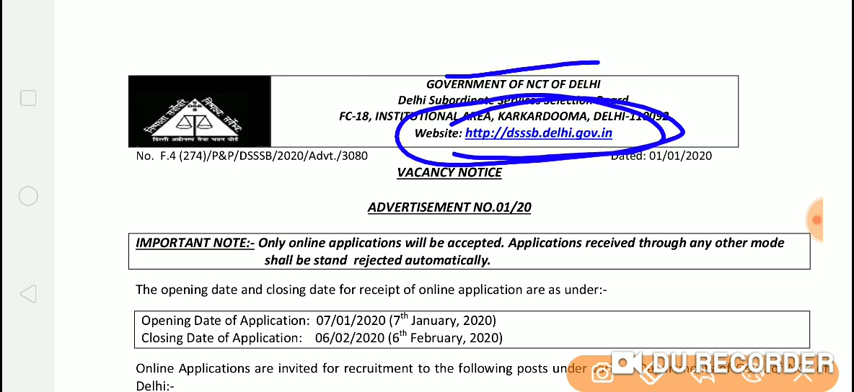 GOVERNMENT OF NCT OF DELHI
Delhi Subordinate Services Selection Board
FC-18, INSTITUTIONAL AREA, KARKARDOOMA, DELHI-110092
Website: http://dsssb.delhi.gov.in
No. F.4 (274)/P&P/DSSSB/2020/Advt./3080 Dated: 01/01/2020
VACANCY NOTICE
ADVERTISEMENT NO.01/20
IMPORTANT NOTE:- Only online applications will be accepted. Applications received through any other mode
shall be stand rejected automatically.
The opening date and closing date for receipt of online application are as under:-
Opening Date of Application: 07/01/2020 (7th January, 2020)
Closing Date of Application: 06/02/2020 (6th February, 2020)
Online Applications are invited for recruitment to the following posts under
Delhi:-
DU RECORDER